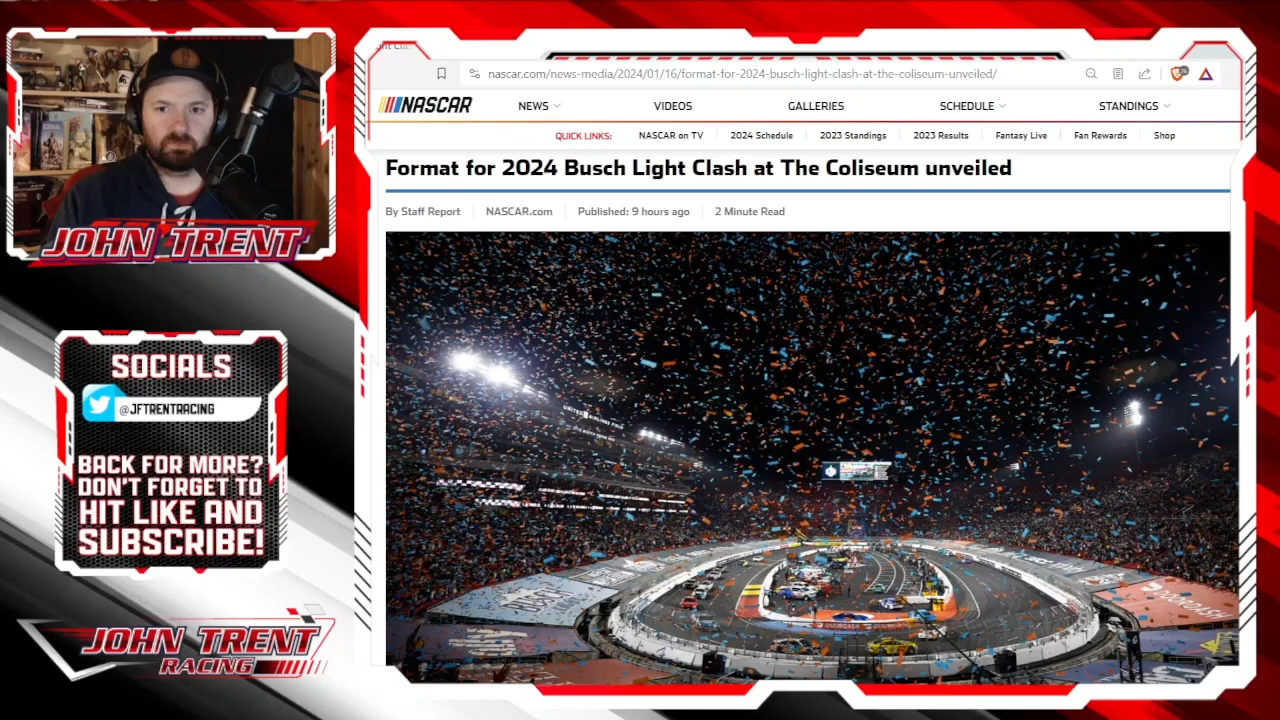 JOHN TRENT
SOCIALS
@JFTRENTRACING
BACK FOR MORE?
DON'T FORGET TO
HIT LIKE AND
SUBSCRIBE!
JOHN TRENT
RACING
nascar.com/news-media/2024/01/16/format-for-2024-busch-light-clash-at-the-coliseum-unveiled/
NASCAR NEWS VIDEOS GALLERIES SCHEDULE STANDINGS
QUICK LINKS: NASCAR on TV 2024 Schedule 2023 Standings 2023 Results Fantasy Live Fan Rewards Shop
Format for 2024 Busch Light Clash at The Coliseum unveiled
By Staff Report NASCAR.com Published: 9 hours ago 2 Minute Read
BUSCH